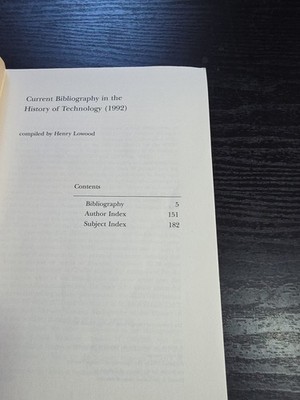 Current Bibliography in the
History of Technology (1992)
compiled by Henry Lowood
Contents
Bibliography 5
Author Index 151
Subject Index 182